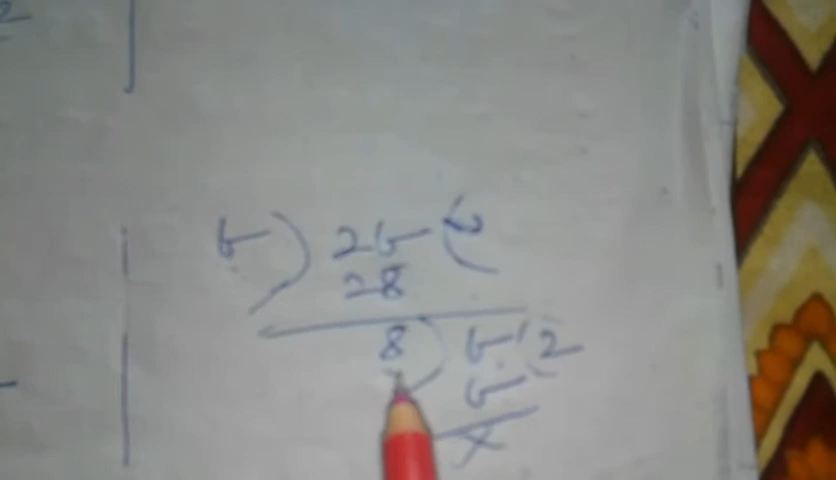 ৮ ) ২৮ ( ৩
২৪
৪ ) ৮ ( ২
৮
×